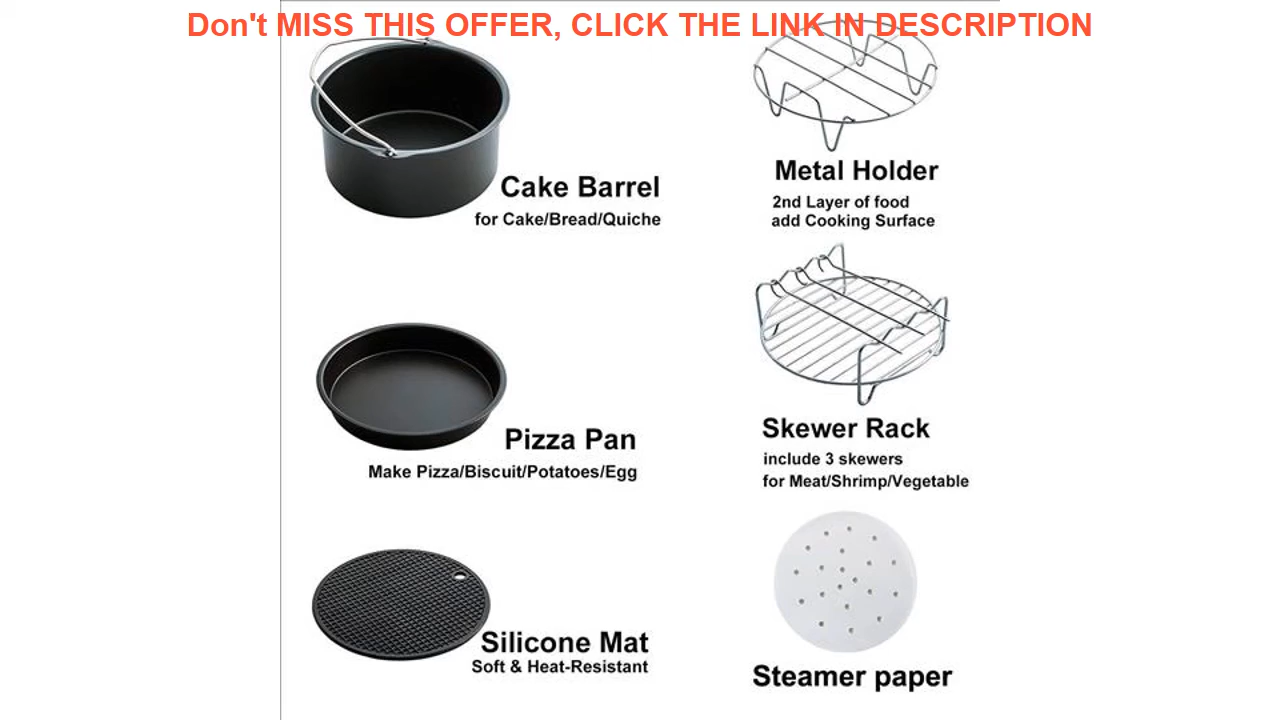 Don't MISS THIS OFFER, CLICK THE LINK IN DESCRIPTION
Cake Barrel
for Cake/Bread/Quiche
Metal Holder
2nd Layer of food
add Cooking Surface
Pizza Pan
Make Pizza/Biscuit/Potatoes/Egg
Skewer Rack
include 3 skewers
for Meat/Shrimp/Vegetable
Silicone Mat
Soft & Heat-Resistant
Steamer paper